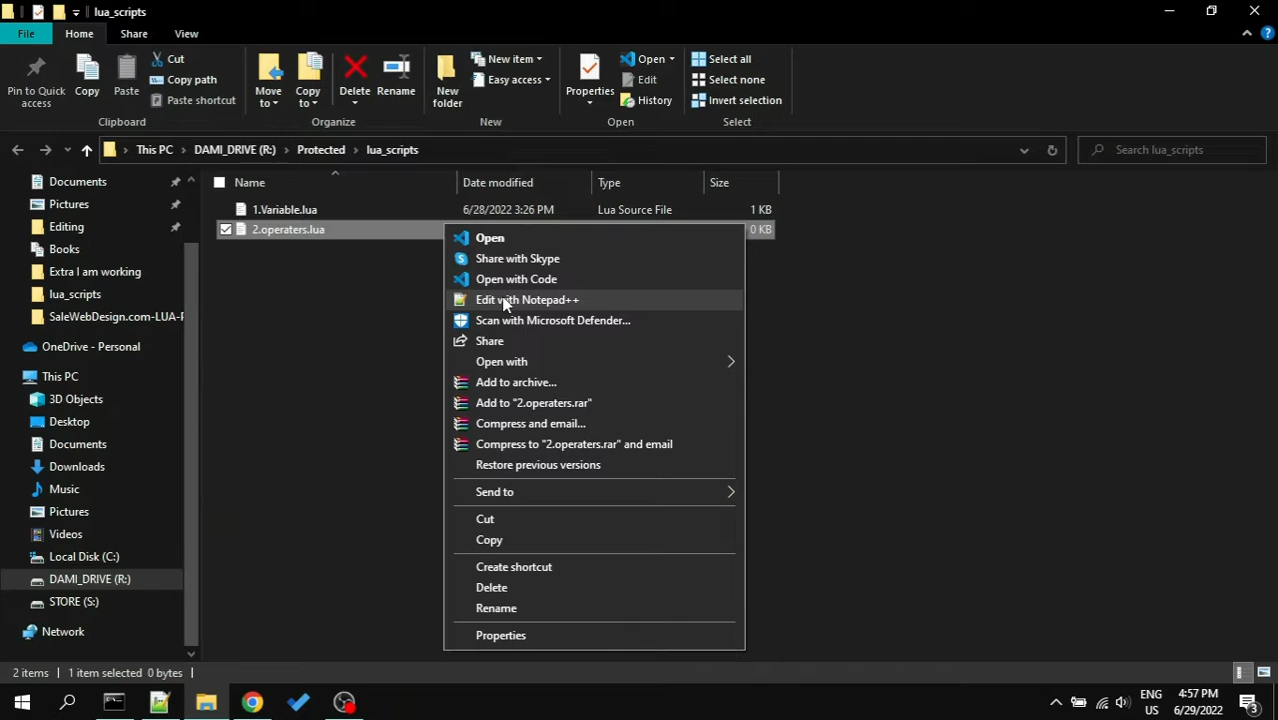 lua_scripts
File
Home
Share
View
Pin to Quick access
Copy
Paste
Cut
Copy path
Paste shortcut
Clipboard
Move to
Copy to
Delete
Rename
Organize
New folder
New item
Easy access
New
Properties
Open
Edit
History
Open
Select all
Select none
Invert selection
Select
This PC > DAMI_DRIVE (R:) > Protected > lua_scripts
Search lua_scripts
Documents
Pictures
Editing
Books
Extra I am working
lua_scripts
SaleWebDesign.com-LUA-P
OneDrive - Personal
This PC
3D Objects
Desktop
Documents
Downloads
Music
Pictures
Videos
Local Disk (C:)
DAMI_DRIVE (R:)
STORE (S:)
Network
Name Date modified Type Size
1.Variable.lua 6/28/2022 3:26 PM Lua Source File 1 KB
2.operaters.lua 0 KB
Open
Share with Skype
Open with Code
Edit with Notepad++
Scan with Microsoft Defender...
Share
Open with
Add to archive...
Add to "2.operaters.rar"
Compress and email...
Compress to "2.operaters.rar" and email
Restore previous versions
Send to
Cut
Copy
Create shortcut
Delete
Rename
Properties
2 items 1 item selected 0 bytes
ENG
US
4:57 PM
6/29/2022
3